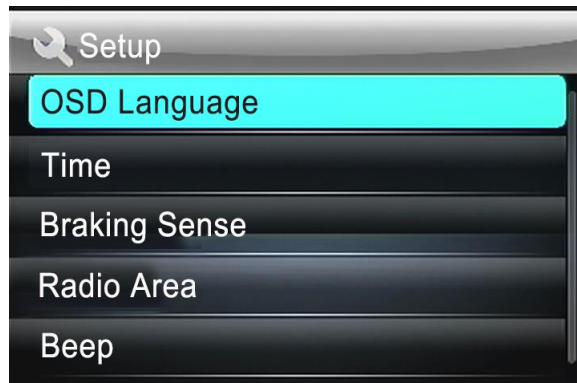 Setup
OSD Language
Time
Braking Sense
Radio Area
Beep